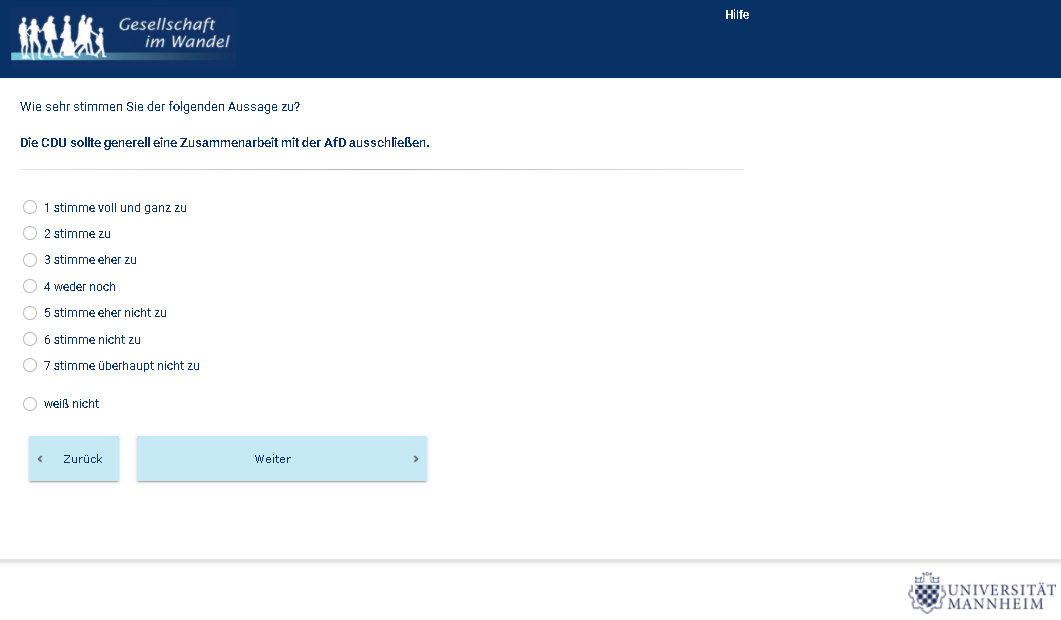 Gesellschaft
im Wandel
Hilfe
Wie sehr stimmen Sie der folgenden Aussage zu?
Die CDU sollte generell eine Zusammenarbeit mit der AfD ausschließen.
1 stimme voll und ganz zu
2 stimme zu
3 stimme eher zu
4 weder noch
5 stimme eher nicht zu
6 stimme nicht zu
7 stimme überhaupt nicht zu
weiß nicht
Zurück
Weiter
UNIVERSITÄT
MANNHEIM